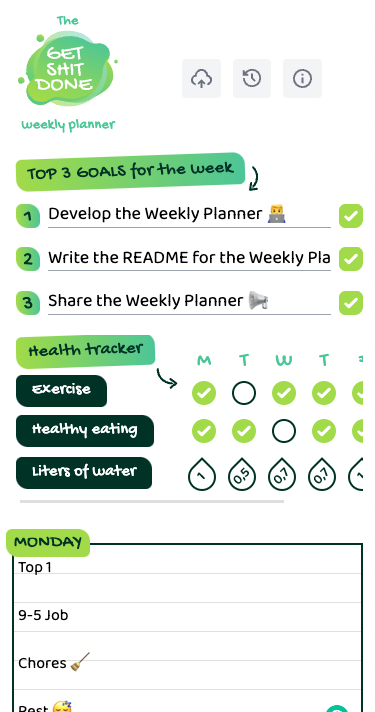 The
GET
SHIT
DONE
weekly planner
TOP 3 GOALS for the week
1 Develop the Weekly Planner 👩‍💻
2 Write the README for the Weekly Pla
3 Share the Weekly Planner 📢
Health tracker
M T W T
Exercise
Healthy eating
Liters of water 1 0,5 0,7 0,7 1
MONDAY
Top 1
9-5 Job
Chores 🧹
Rest 😴